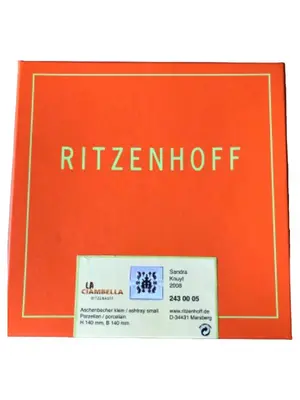 RITZENHOFF
LA
CIAMBELLA
RITZENHOFF
Sandra
Knuyt
2008
243 00 05
Aschenbecher klein / ashtray small
Porzellan / porcelain
H 140 mm, B 140 mm
www.ritzenhoff.de
D-34431 Marsberg